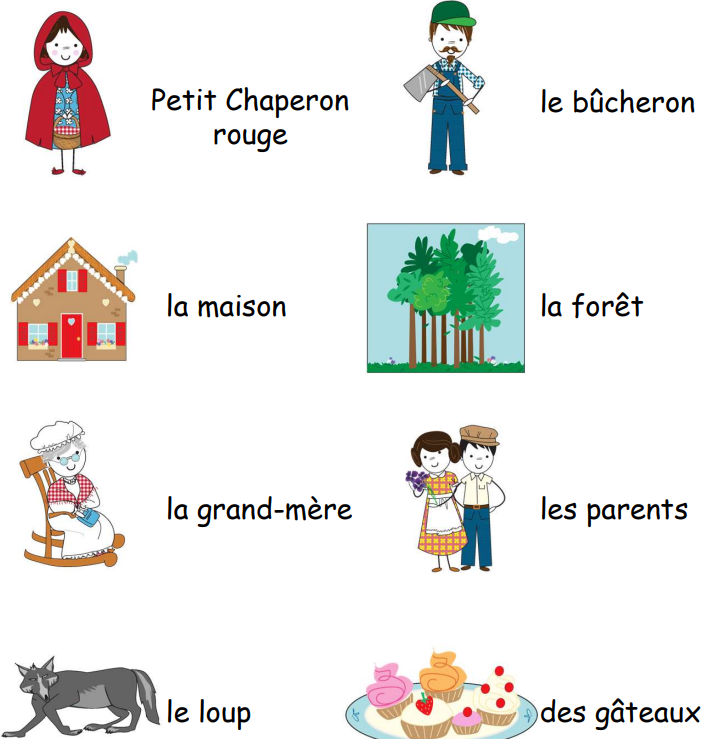 Petit Chaperon
rouge
le bûcheron
la maison
la forêt
la grand-mère
les parents
le loup
des gâteaux